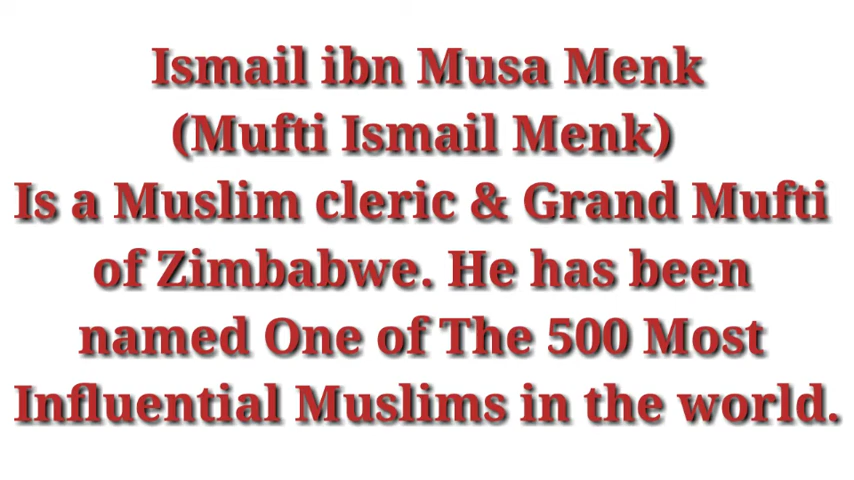 Ismail ibn Musa Menk
(Mufti Ismail Menk)
Is a Muslim cleric & Grand Mufti
of Zimbabwe. He has been
named One of The 500 Most
Influential Muslims in the world.